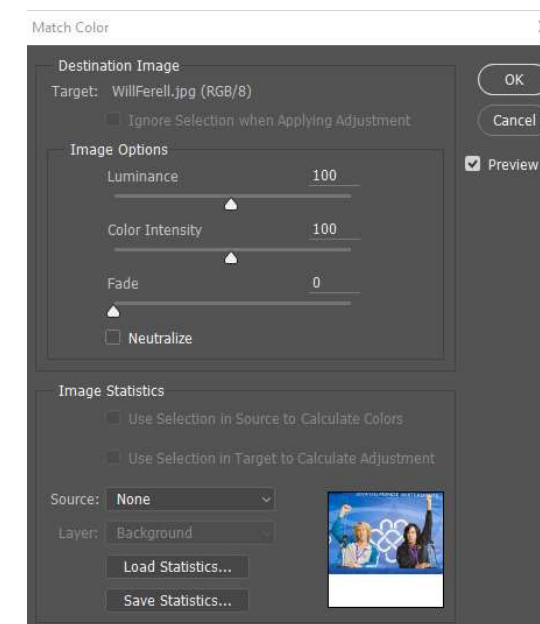 Match Color
Destination Image
Target: WillFerell.jpg (RGB/8)
Ignore Selection when Applying Adjustment
Image Options
Luminance 100
Color Intensity 100
Fade 0
Neutralize
OK
Cancel
Preview
Image Statistics
Use Selection in Source to Calculate Colors
Use Selection in Target to Calculate Adjustment
Source: None
Layer: Background
Load Statistics...
Save Statistics...